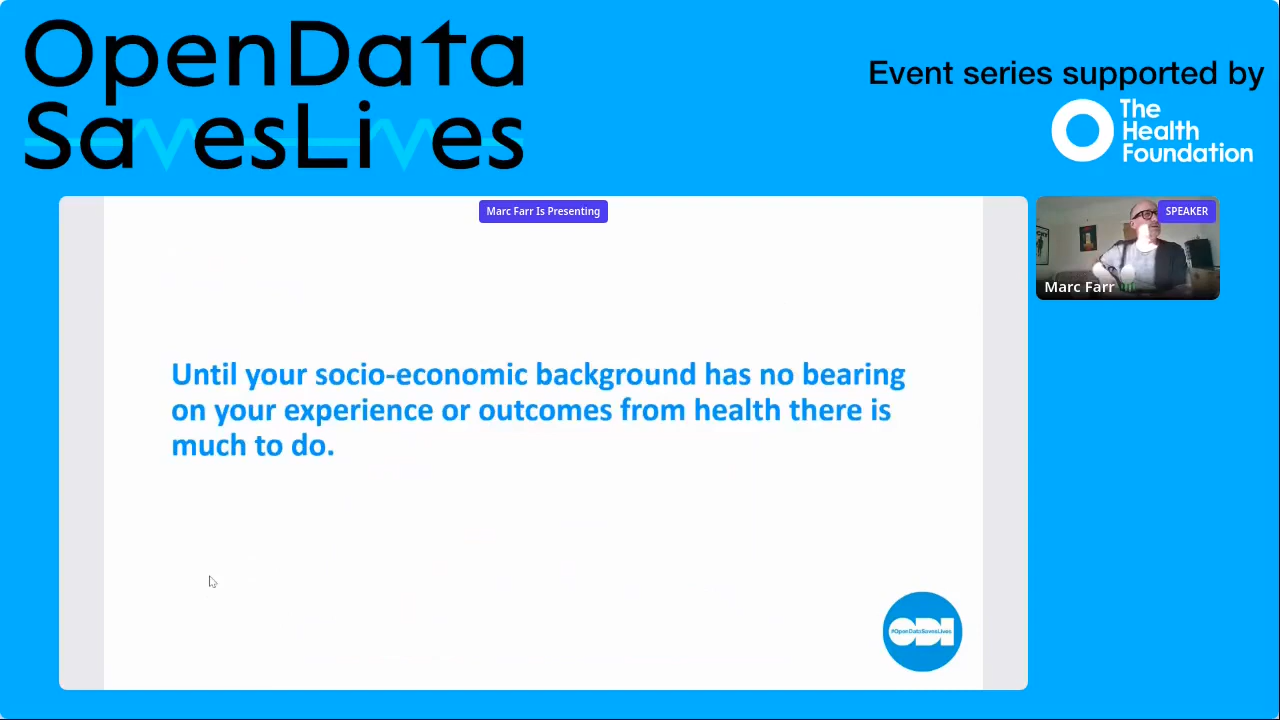 OpenData
SavesLives
Event series supported by
The
Health
Foundation
Marc Farr Is Presenting
SPEAKER
Marc Farr
Until your socio-economic background has no bearing
on your experience or outcomes from health there is
much to do.
ODI
#OpenDataSavesLives